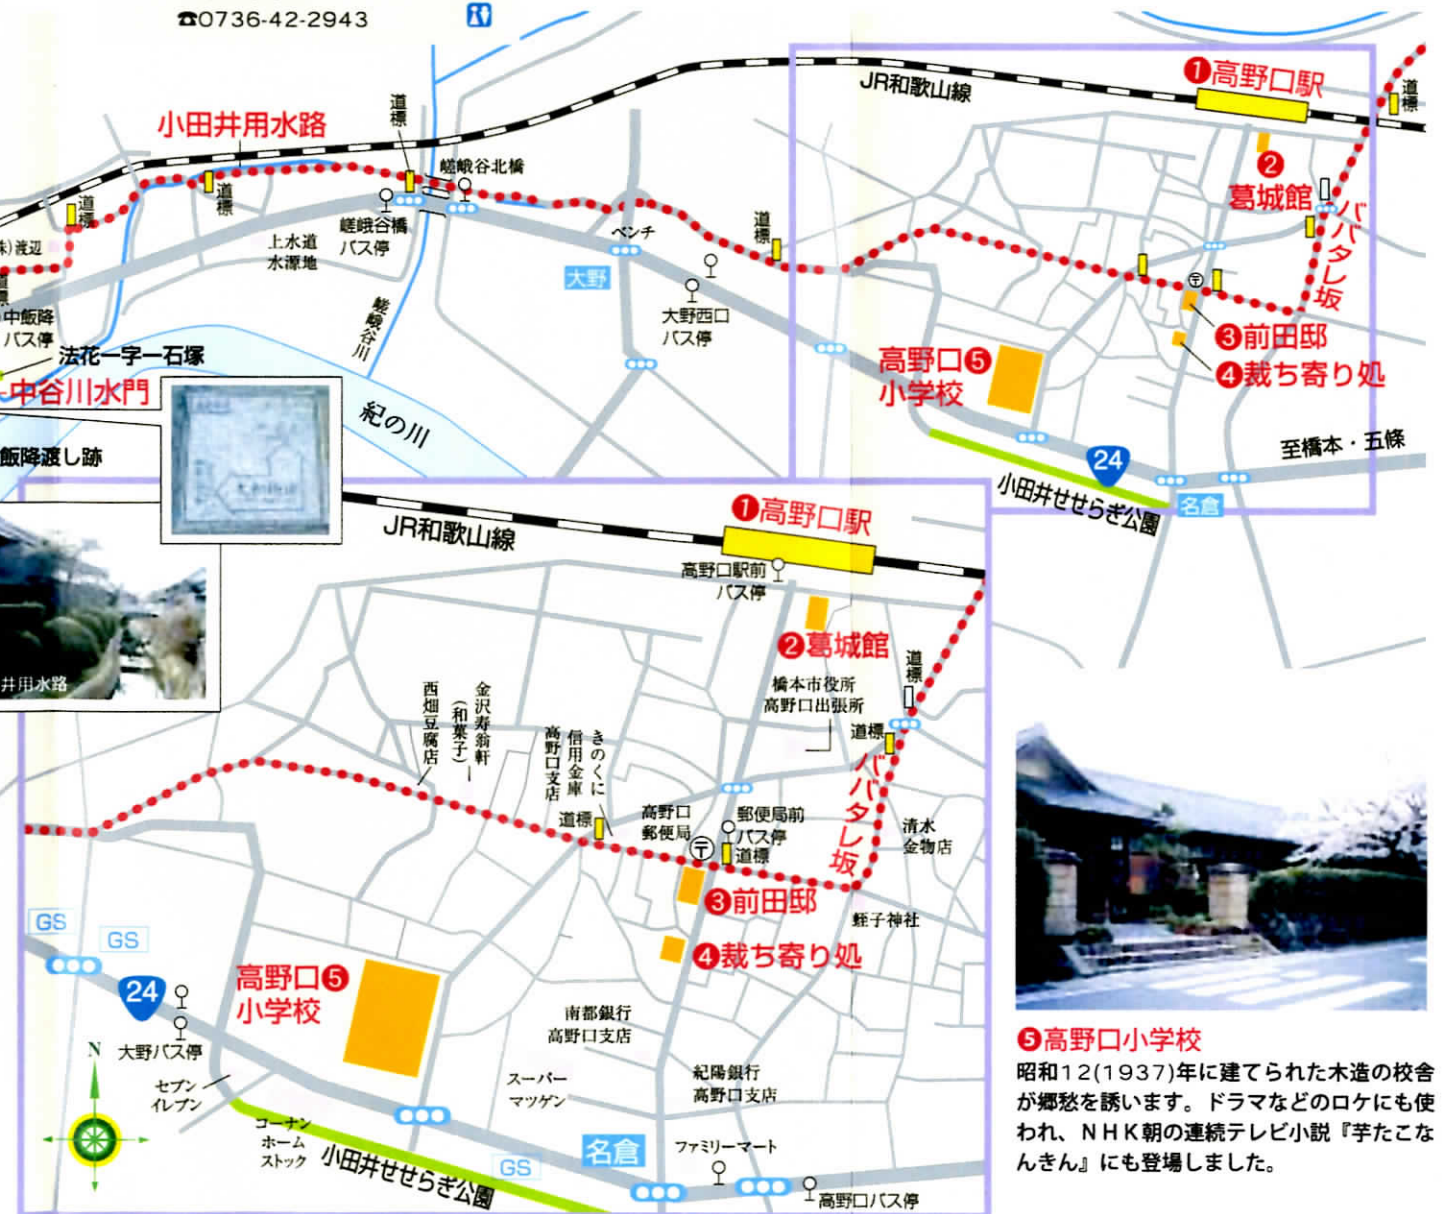 ☎0736-42-2943
小田井用水路
道標
JR和歌山線
❶高野口駅
道標
❷
葛城館
道標
道標
嵯峨谷北橋
嵯峨谷橋
バス停
上水道
水源地
道標
ベンチ
大野
大野西口
バス停
ババタレ坂
〒
❸前田邸
❹裁ち寄り処
高野口❺
小学校
渡辺
中飯降
バス停
嵯峨谷川
法花一字一石塚
中谷川水門
紀の川
飯降渡し跡
24
至橋本・五條
小田井せせらぎ公園
名倉
井用水路
JR和歌山線
❶高野口駅
高野口駅前
バス停
❷葛城館
橋本市役所
高野口出張所
道標
道標
ババタレ坂
西畑豆腐店
金沢寿翁軒
(和菓子)
きのくに
信用金庫
高野口支店
道標
高野口
郵便局
〒
郵便局前
バス停
道標
清水
金物店
❸前田邸
蛭子神社
❹裁ち寄り処
GS
GS
24
大野バス停
高野口❺
小学校
南都銀行
高野口支店
紀陽銀行
高野口支店
N
セブン
イレブン
スーパー
マツゲン
コーナン
ホーム
ストック
小田井せせらぎ公園
GS
名倉
ファミリーマート
高野口バス停
❺高野口小学校
昭和12(1937)年に建てられた木造の校舎
が郷愁を誘います。ドラマなどのロケにも使
われ、NHK朝の連続テレビ小説『芋たこな
んきん』にも登場しました。